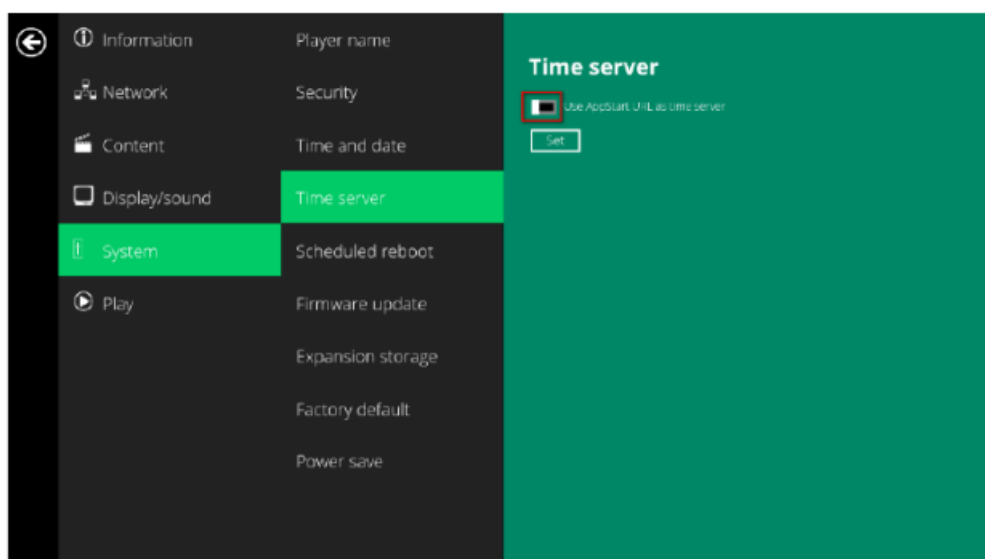 Information
Network
Content
Display/sound
System
Play
Player name
Security
Time and date
Time server
Scheduled reboot
Firmware update
Expansion storage
Factory default
Power save
Time server
Use AppStart URL as time server
Set